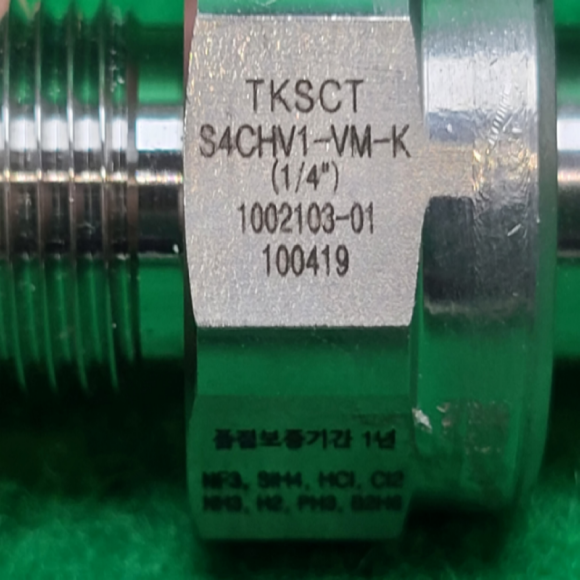 TKSCT
S4CHV1-VM-K
(1/4")
1002103-01
100419
품질보증기간 1년
NF3, SiH4, HCl, Cl2
NH3, H2, PH3, B2H6